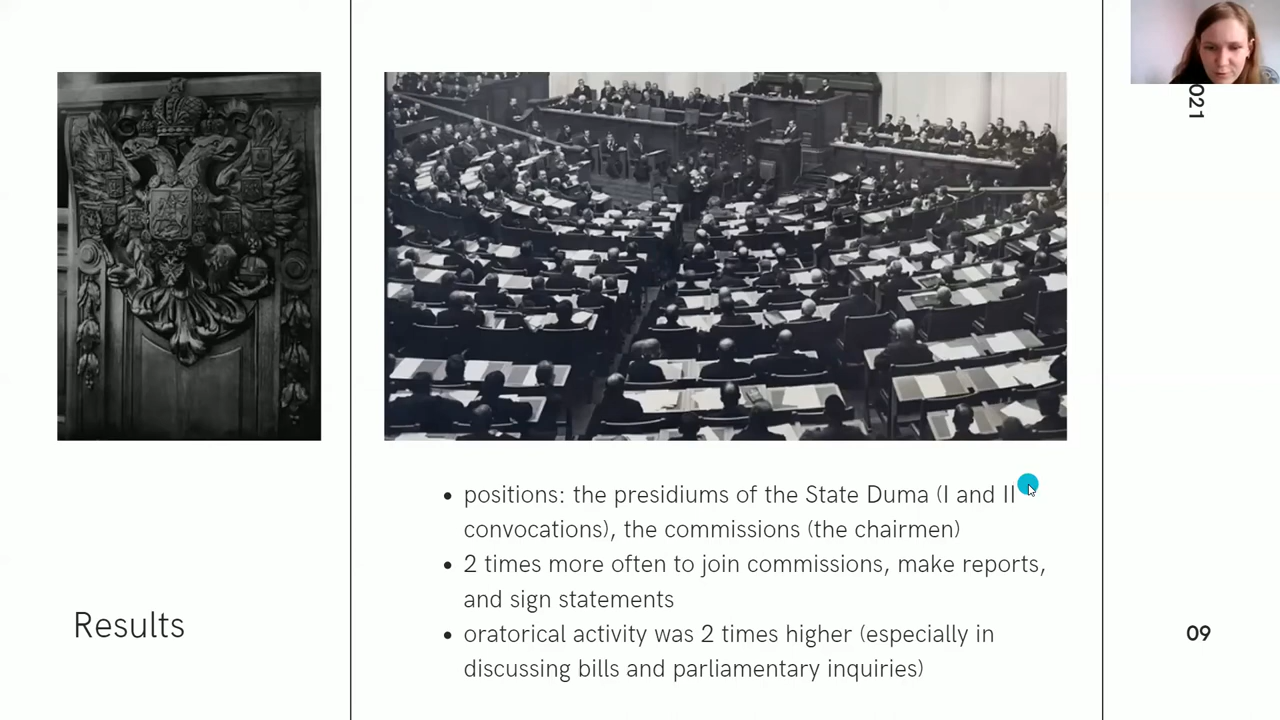 021
• positions: the presidiums of the State Duma (I and II
convocations), the commissions (the chairmen)
• 2 times more often to join commissions, make reports,
and sign statements
• oratorical activity was 2 times higher (especially in
discussing bills and parliamentary inquiries)
Results
09